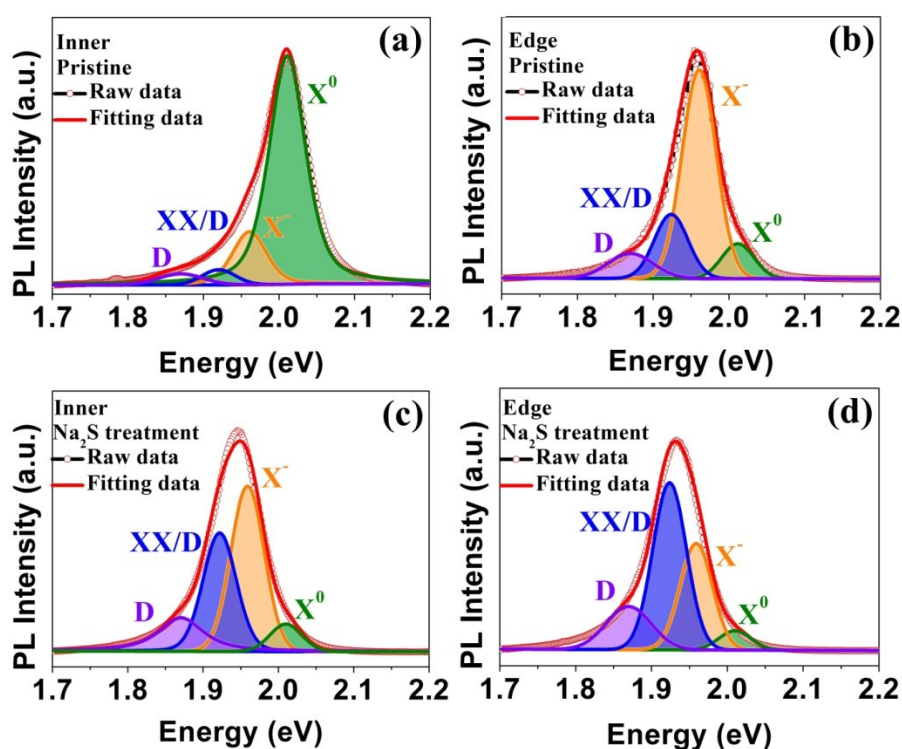 (a)
Inner
Pristine
Raw data
Fitting data
X⁰
XX/D
X⁻
D
PL Intensity (a.u.)
1.7 1.8 1.9 2.0 2.1 2.2
Energy (eV)
(b)
Edge
Pristine
Raw data
Fitting data
X⁻
XX/D
D
X⁰
PL Intensity (a.u.)
1.7 1.8 1.9 2.0 2.1 2.2
Energy (eV)
(c)
Inner
Na₂S treatment
Raw data
Fitting data
X⁻
XX/D
D
X⁰
PL Intensity (a.u.)
1.7 1.8 1.9 2.0 2.1 2.2
Energy (eV)
(d)
Edge
Na₂S treatment
Raw data
Fitting data
XX/D
X⁻
D
X⁰
PL Intensity (a.u.)
1.7 1.8 1.9 2.0 2.1 2.2
Energy (eV)